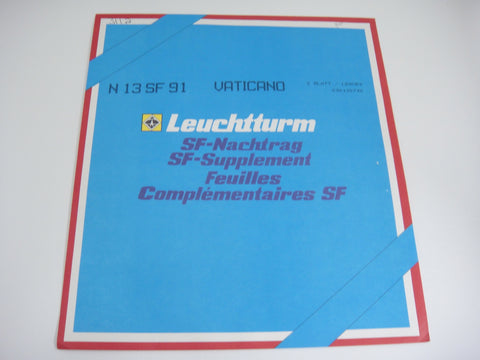 N 13 SF 91 VATICANO
Leuchtturm
SF-Nachtrag
SF-Supplement
Feuilles
Complémentaires SF